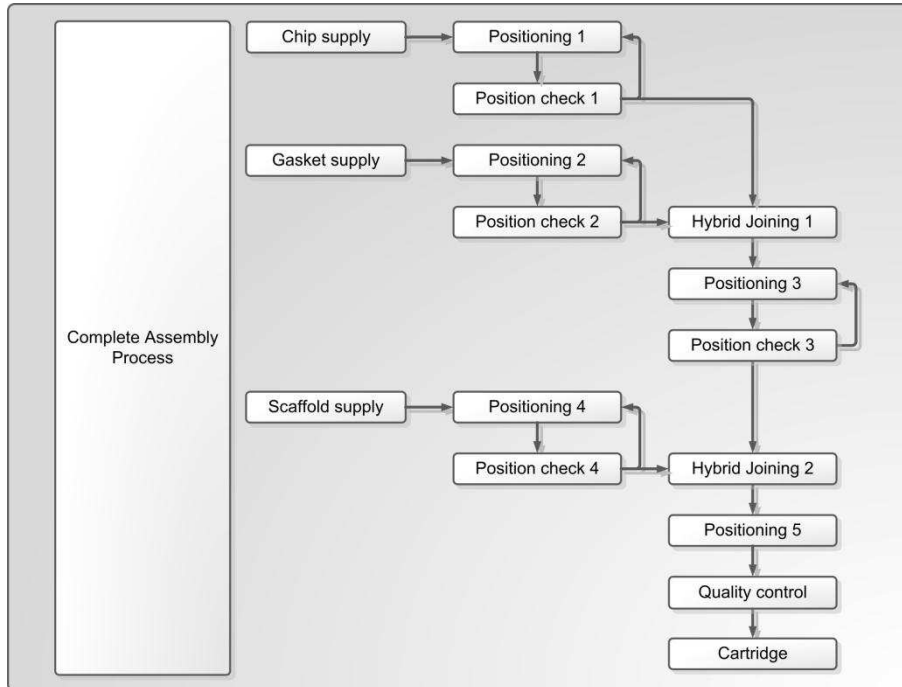 Chip supply
Positioning 1
Position check 1
Gasket supply
Positioning 2
Position check 2
Hybrid Joining 1
Positioning 3
Complete Assembly
Process
Position check 3
Scaffold supply
Positioning 4
Position check 4
Hybrid Joining 2
Positioning 5
Quality control
Cartridge